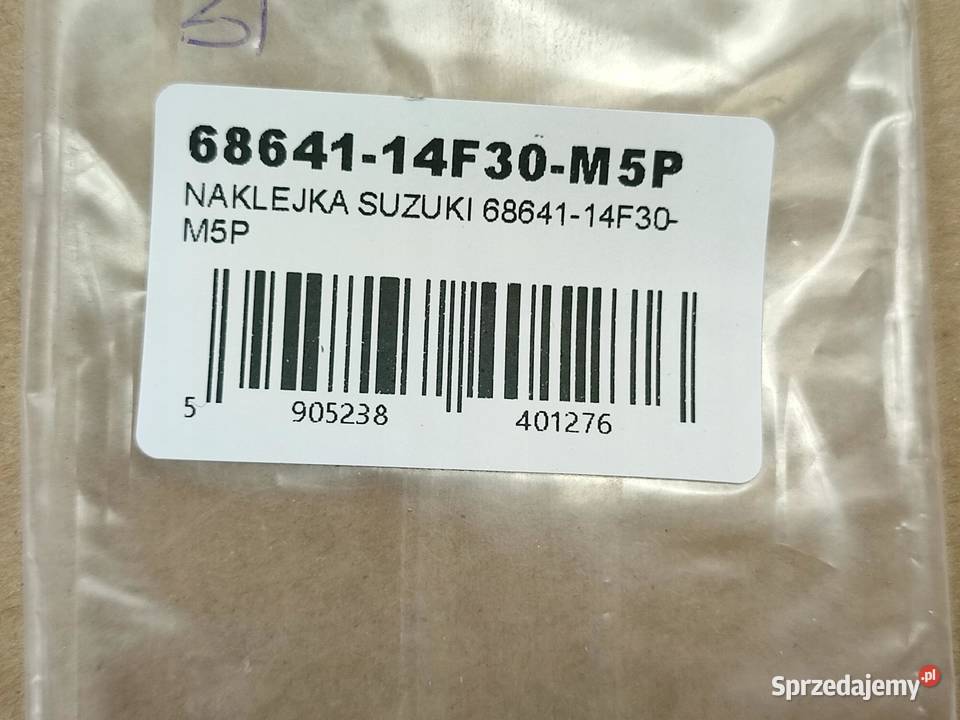 68641-14F30-M5P
NAKLEJKA SUZUKI 68641-14F30-
M5P
5 905238 401276
Sprzedajemy.pl